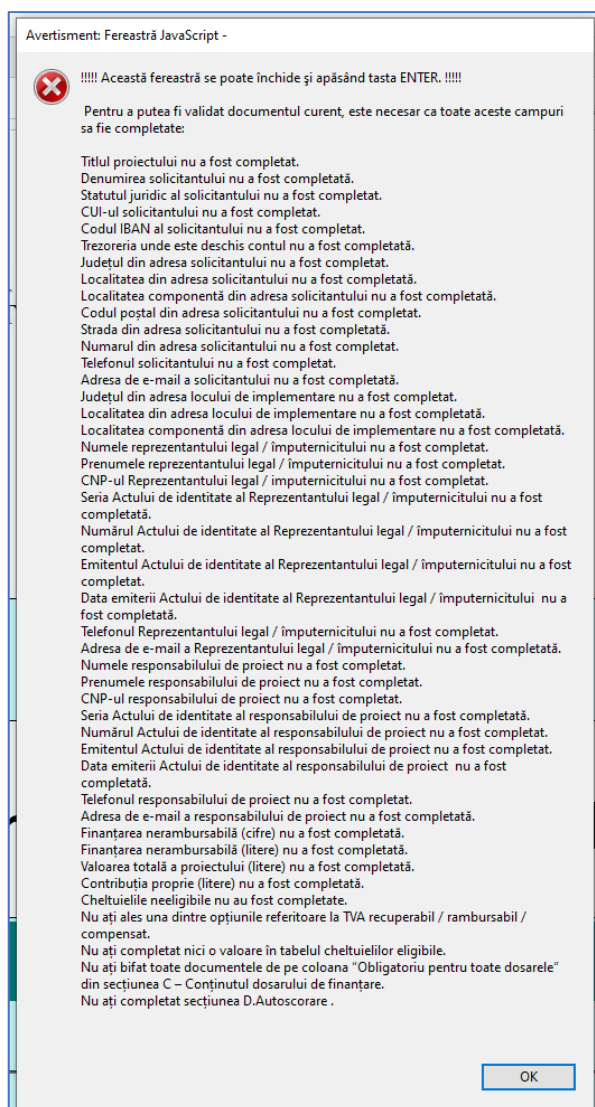 Avertisment: Fereastră JavaScript -
!!!!! Această fereastră se poate închide şi apăsând tasta ENTER. !!!!!
Pentru a putea fi validat documentul curent, este necesar ca toate aceste campuri
sa fie completate:
Titlul proiectului nu a fost completat.
Denumirea solicitantului nu a fost completată.
Statutul juridic al solicitantului nu a fost completat.
CUI-ul solicitantului nu a fost completat.
Codul IBAN al solicitantului nu a fost completat.
Trezoreria unde este deschis contul nu a fost completată.
Județul din adresa solicitantului nu a fost completat.
Localitatea din adresa solicitantului nu a fost completată.
Localitatea componentă din adresa solicitantului nu a fost completată.
Codul poștal din adresa solicitantului nu a fost completat.
Strada din adresa solicitantului nu a fost completată.
Numarul din adresa solicitantului nu a fost completat.
Telefonul solicitantului nu a fost completat.
Adresa de e-mail a solicitantului nu a fost completată.
Județul din adresa locului de implementare nu a fost completat.
Localitatea din adresa locului de implementare nu a fost completată.
Localitatea componentă din adresa locului de implementare nu a fost completată.
Numele reprezentantului legal / împuternicitului nu a fost completat.
Prenumele reprezentantului legal / împuternicitului nu a fost completat.
CNP-ul Reprezentantului legal / imputernicitului nu a fost completat.
Seria Actului de identitate al Reprezentantului legal / împuternicitului nu a fost
completată.
Numărul Actului de identitate al Reprezentantului legal / împuternicitului nu a fost
completat.
Emitentul Actului de identitate al Reprezentantului legal / împuternicitului nu a fost
completat.
Data emiterii Actului de identitate al Reprezentantului legal / împuternicitului nu a
fost completată.
Telefonul Reprezentantului legal / împuternicitului nu a fost completat.
Adresa de e-mail a Reprezentantului legal / împuternicitului nu a fost completată.
Numele responsabilului de proiect nu a fost completat.
Prenumele responsabilului de proiect nu a fost completat.
CNP-ul responsabilului de proiect nu a fost completat.
Seria Actului de identitate al responsabilului de proiect nu a fost completată.
Numărul Actului de identitate al responsabilului de proiect nu a fost completat.
Emitentul Actului de identitate al responsabilului de proiect nu a fost completat.
Data emiterii Actului de identitate al responsabilului de proiect nu a fost
completată.
Telefonul responsabilului de proiect nu a fost completat.
Adresa de e-mail a responsabilului de proiect nu a fost completată.
Finanțarea nerambursabilă (cifre) nu a fost completată.
Finanțarea nerambursabilă (litere) nu a fost completată.
Valoarea totală a proiectului (litere) nu a fost completată.
Contribuția proprie (litere) nu a fost completată.
Cheltuielile neeligibile nu au fost completate.
Nu ați ales una dintre opțiunile referitoare la TVA recuperabil / rambursabil /
compensat.
Nu ați completat nici o valoare în tabelul cheltuielilor eligibile.
Nu ați bifat toate documentele de pe coloana “Obligatoriu pentru toate dosarele”
din secțiunea C – Conținutul dosarului de finanțare.
Nu ați completat secțiunea D.Autoscorare .
OK